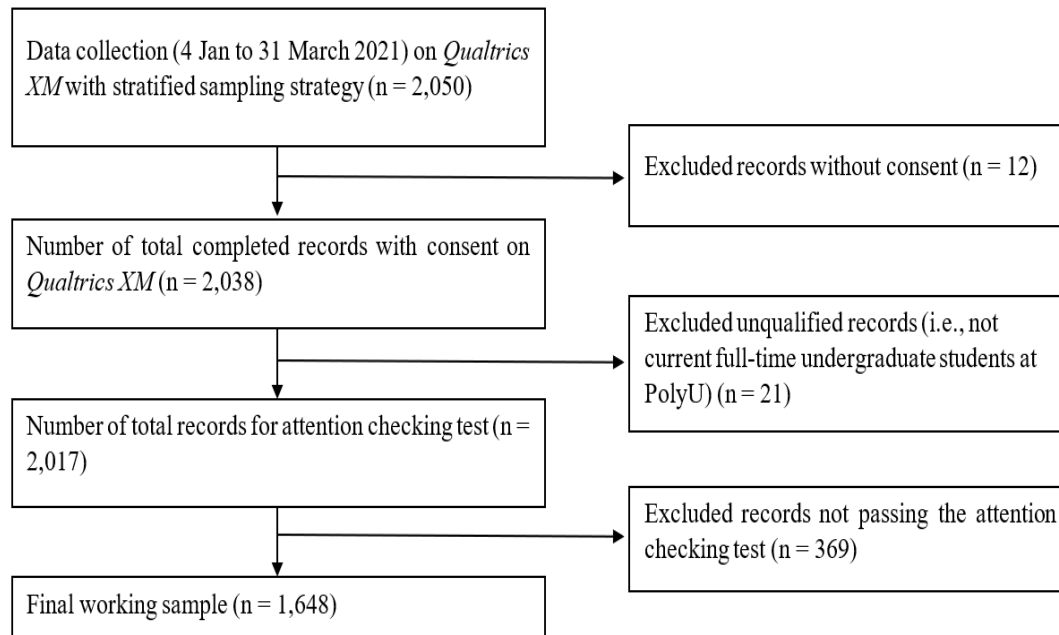 Data collection (4 Jan to 31 March 2021) on Qualtrics
XM with stratified sampling strategy (n = 2,050)
Excluded records without consent (n = 12)
Number of total completed records with consent on
Qualtrics XM (n = 2,038)
Excluded unqualified records (i.e., not
current full-time undergraduate students at
PolyU) (n = 21)
Number of total records for attention checking test (n =
2,017)
Excluded records not passing the attention
checking test (n = 369)
Final working sample (n = 1,648)